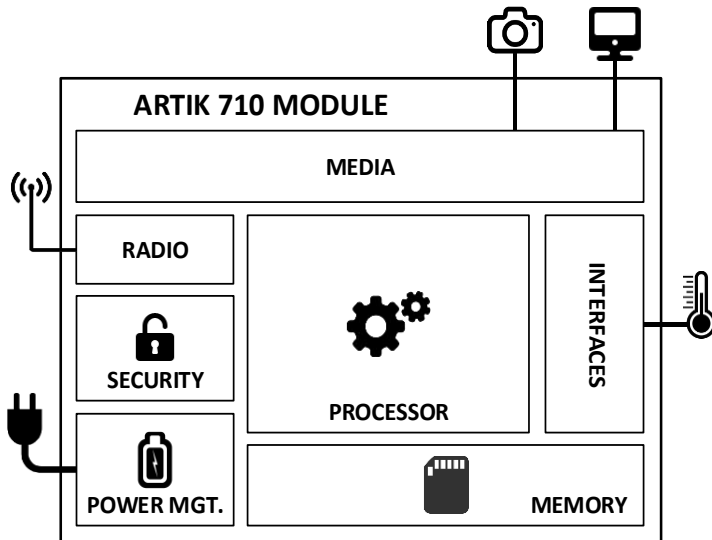 ARTIK 710 MODULE
MEDIA
RADIO
SECURITY
POWER MGT.
PROCESSOR
INTERFACES
MEMORY